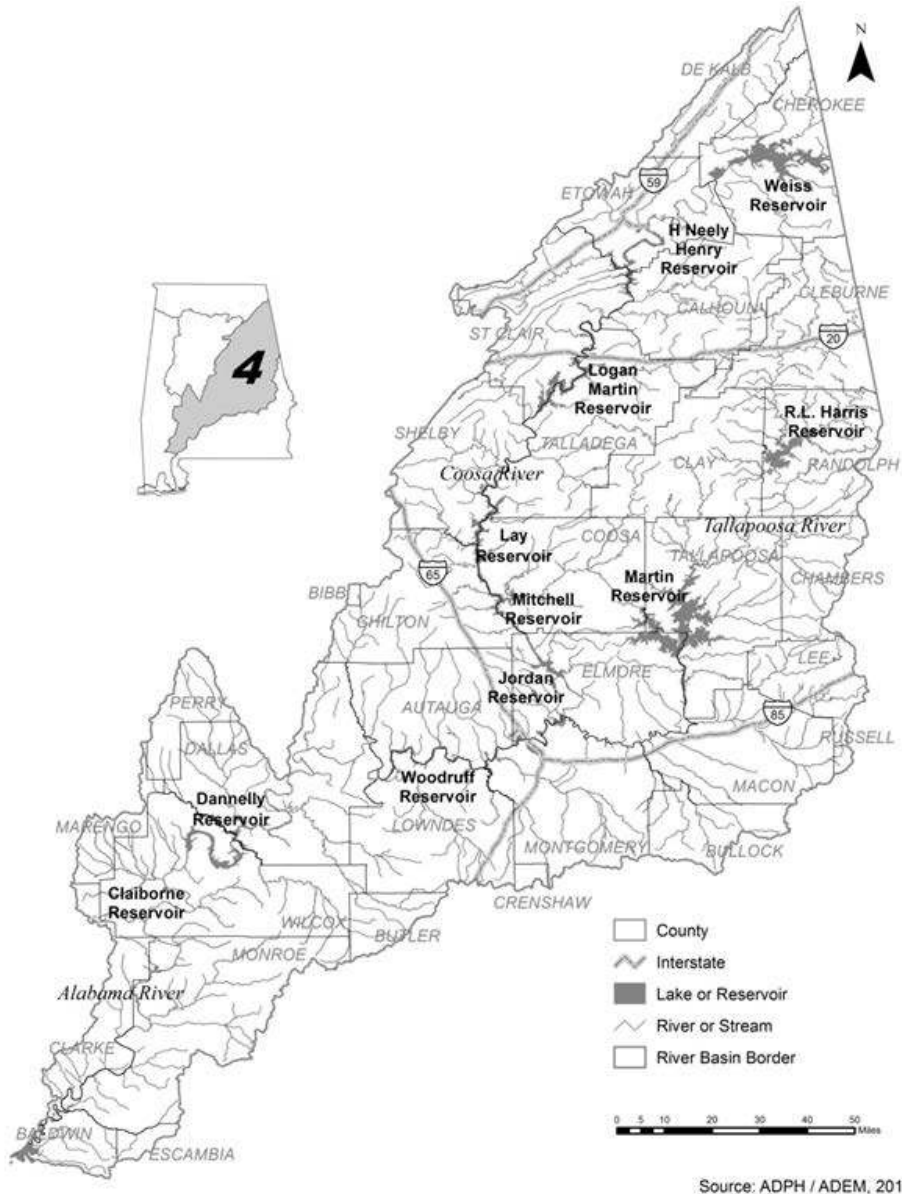 N
DE KALB
CHEROKEE
59
Weiss
Reservoir
ETOWAH
H Neely
Henry
Reservoir
CLEBURNE
CALHOUN
ST CLAIR
20
4
Logan
Martin
Reservoir
R.L. Harris
Reservoir
SHELBY
TALLADEGA
CLAY
RANDOLPH
Coosa River
Tallapoosa River
Lay
Reservoir
COOSA
TALLAPOOSA
65
Martin
Reservoir
CHAMBERS
BIBB
Mitchell
Reservoir
CHILTON
LEE
ELMORE
Jordan
Reservoir
PERRY
AUTAUGA
85
RUSSELL
DALLAS
Woodruff
Reservoir
MACON
Dannelly
Reservoir
MARENGO
LOWNDES
MONTGOMERY
BULLOCK
Claiborne
Reservoir
CRENSHAW
WILCOX
BUTLER
MONROE
County
Interstate
Alabama River
Lake or Reservoir
River or Stream
CLARKE
River Basin Border
0 5 10 20 30 40 50
Miles
BALDWIN
ESCAMBIA
Source: ADPH / ADEM, 201